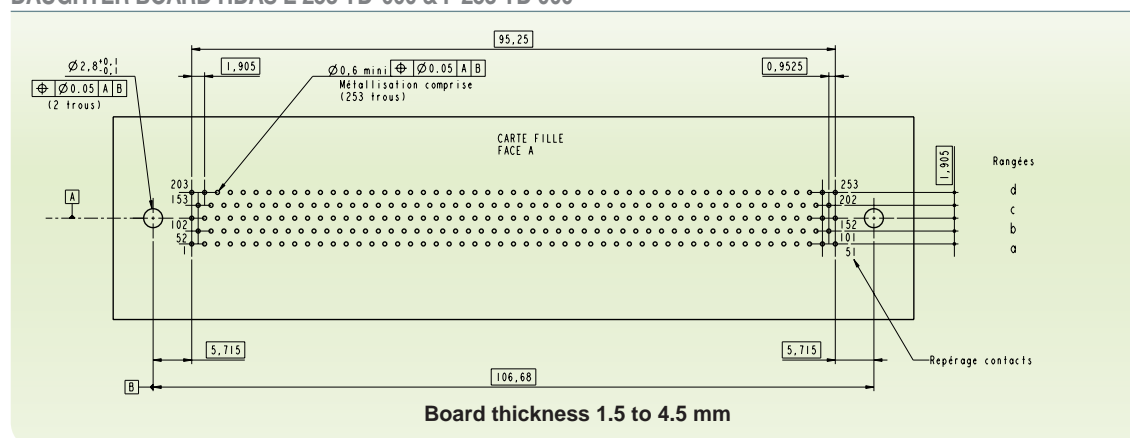 95,25
Ø2,8 +0,1 -0,1
1,905
Ø0,6 mini ⌖ Ø0.05 A B
0,9525
⌖ Ø0.05 A B
(2 trous)
Métallisation comprise
(253 trous)
CARTE FILLE
FACE A
1,905
Rangées
203
253
d
A
153
202
c
102
152
b
52
101
a
1
51
5,715
5,715
Repérage contacts
B
106,68
Board thickness 1.5 to 4.5 mm